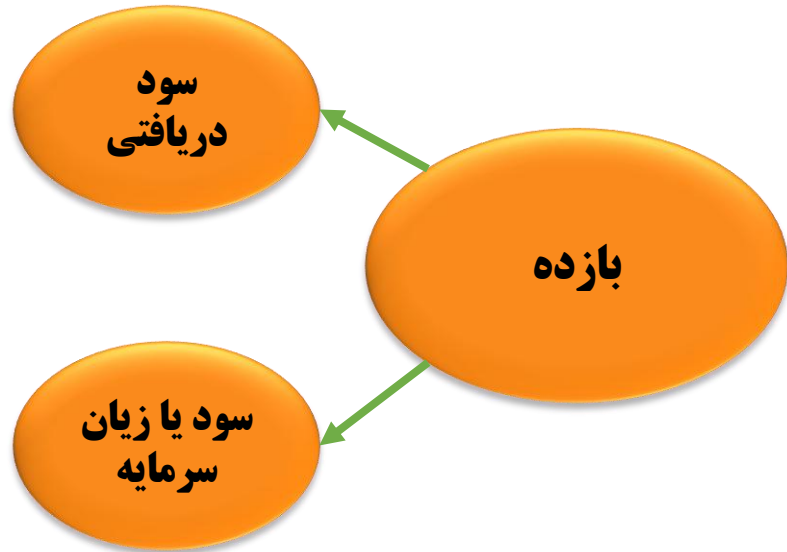 بازده
سود
دریافتی
سود یا زیان
سرمایه